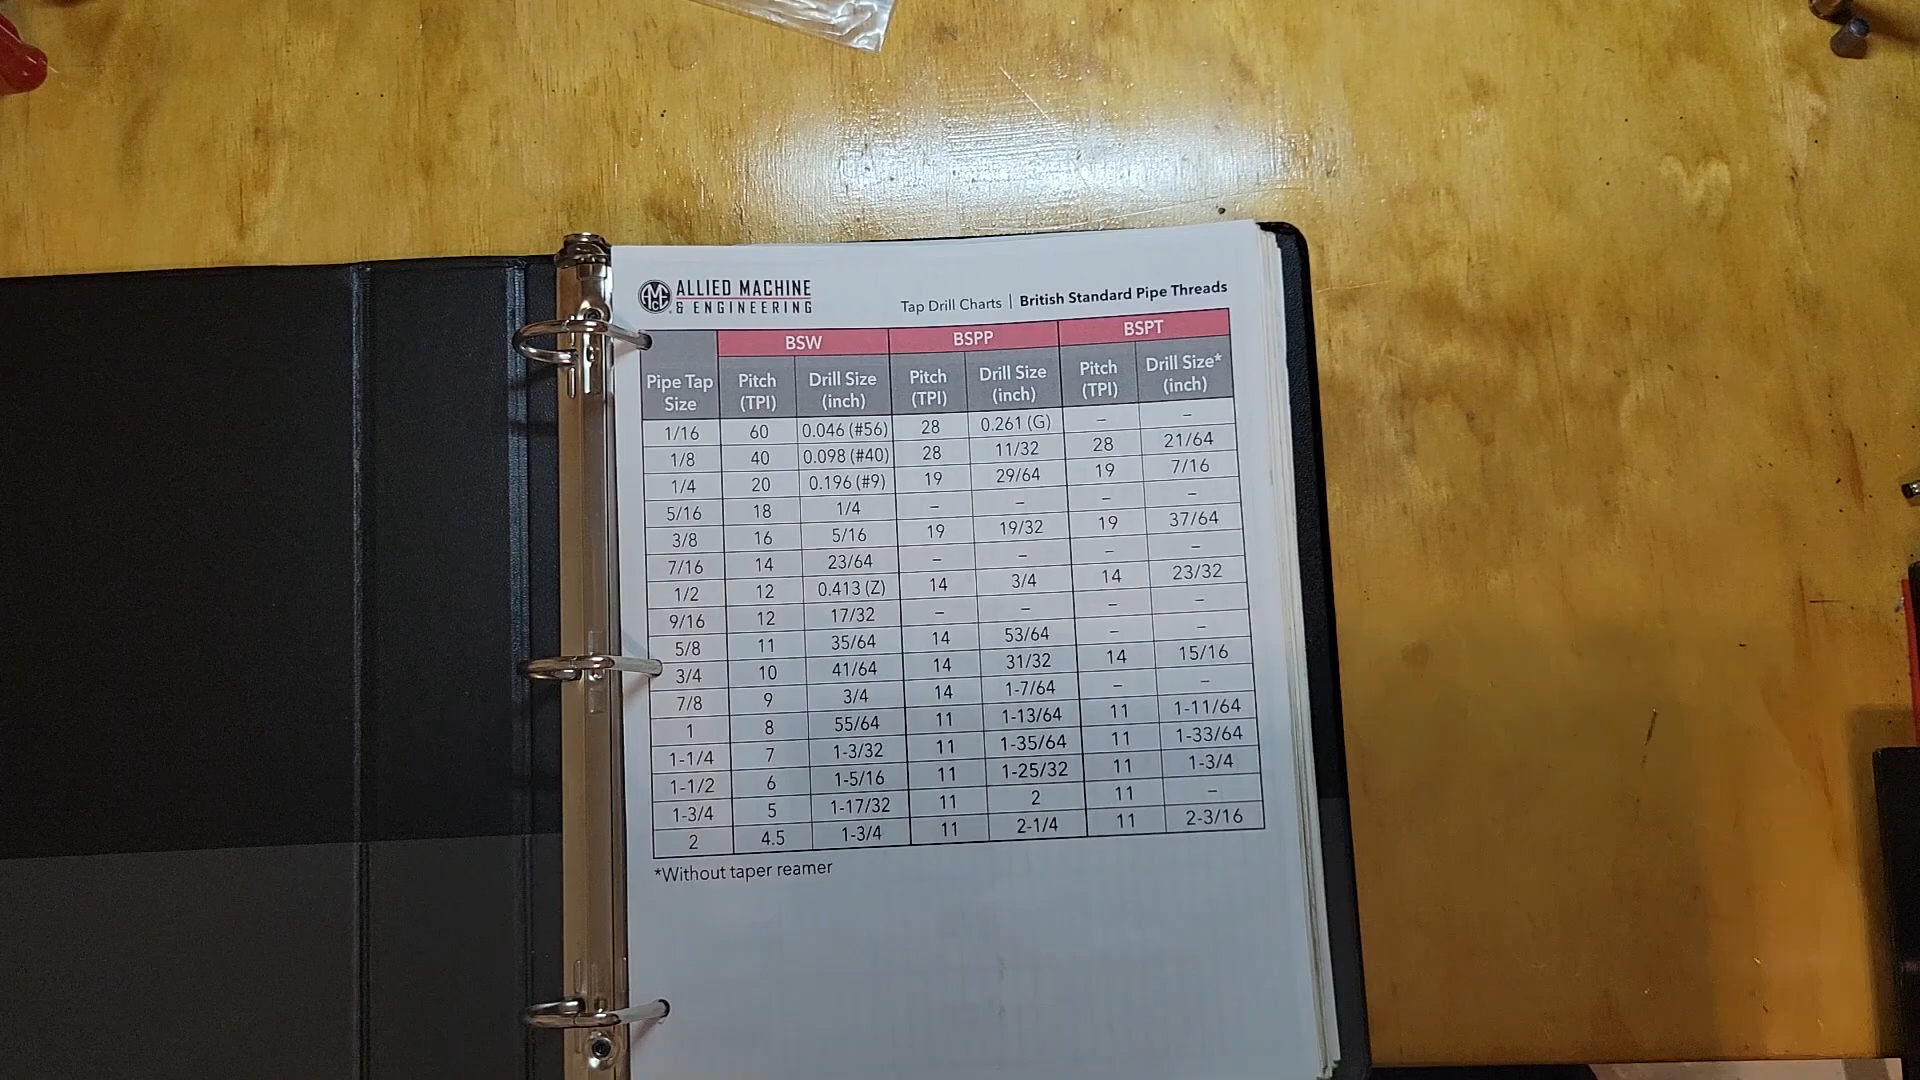 ALLIED MACHINE
& ENGINEERING
Tap Drill Charts | British Standard Pipe Threads
BSW BSPP BSPT
Pipe Tap Size Pitch (TPI) Drill Size (inch) Pitch (TPI) Drill Size (inch) Pitch (TPI) Drill Size* (inch)
1/16 60 0.046 (#56) 28 0.261 (G) – –
1/8 40 0.098 (#40) 28 11/32 28 21/64
1/4 20 0.196 (#9) 19 29/64 19 7/16
5/16 18 1/4 – – – –
3/8 16 5/16 19 19/32 19 37/64
7/16 14 23/64 – – – –
1/2 12 0.413 (Z) 14 3/4 14 23/32
9/16 12 17/32 – – – –
5/8 11 35/64 14 53/64 – –
3/4 10 41/64 14 31/32 14 15/16
7/8 9 3/4 14 1-7/64 – –
1 8 55/64 11 1-13/64 11 1-11/64
1-1/4 7 1-3/32 11 1-35/64 11 1-33/64
1-1/2 6 1-5/16 11 1-25/32 11 1-3/4
1-3/4 5 1-17/32 11 2 11 –
2 4.5 1-3/4 11 2-1/4 11 2-3/16
*Without taper reamer